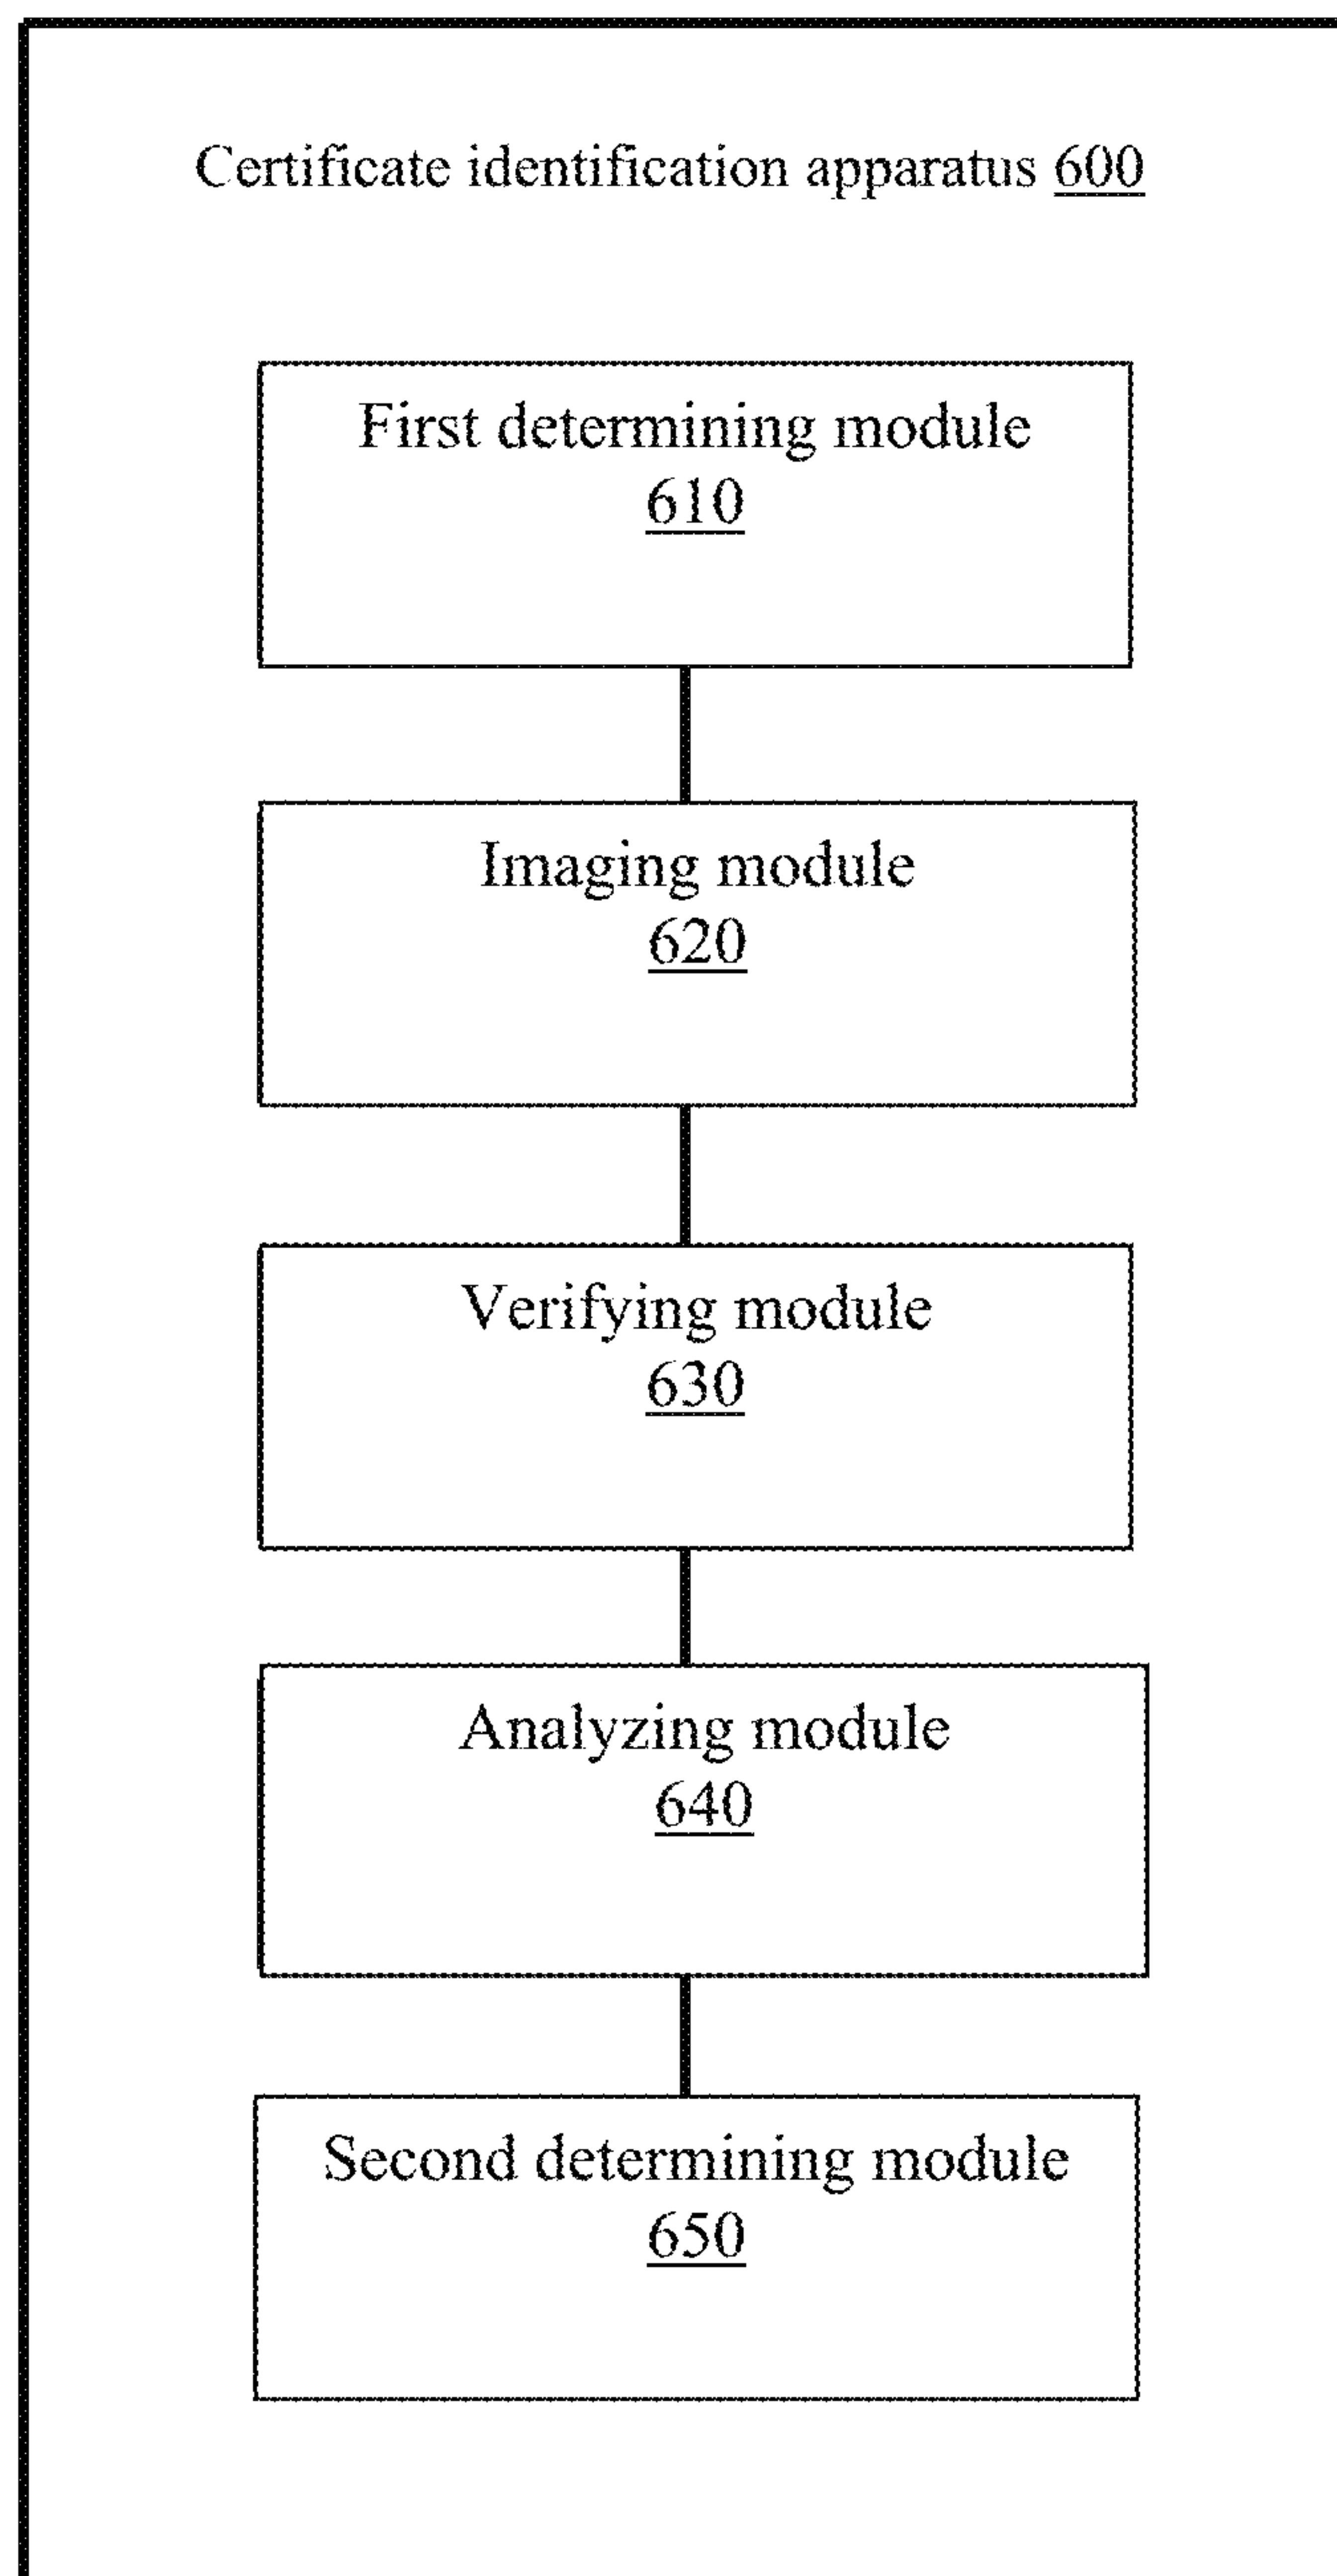 Certificate identification apparatus 600
First determining module
610
Imaging module
620
Verifying module
630
Analyzing module
640
Second determining module
650